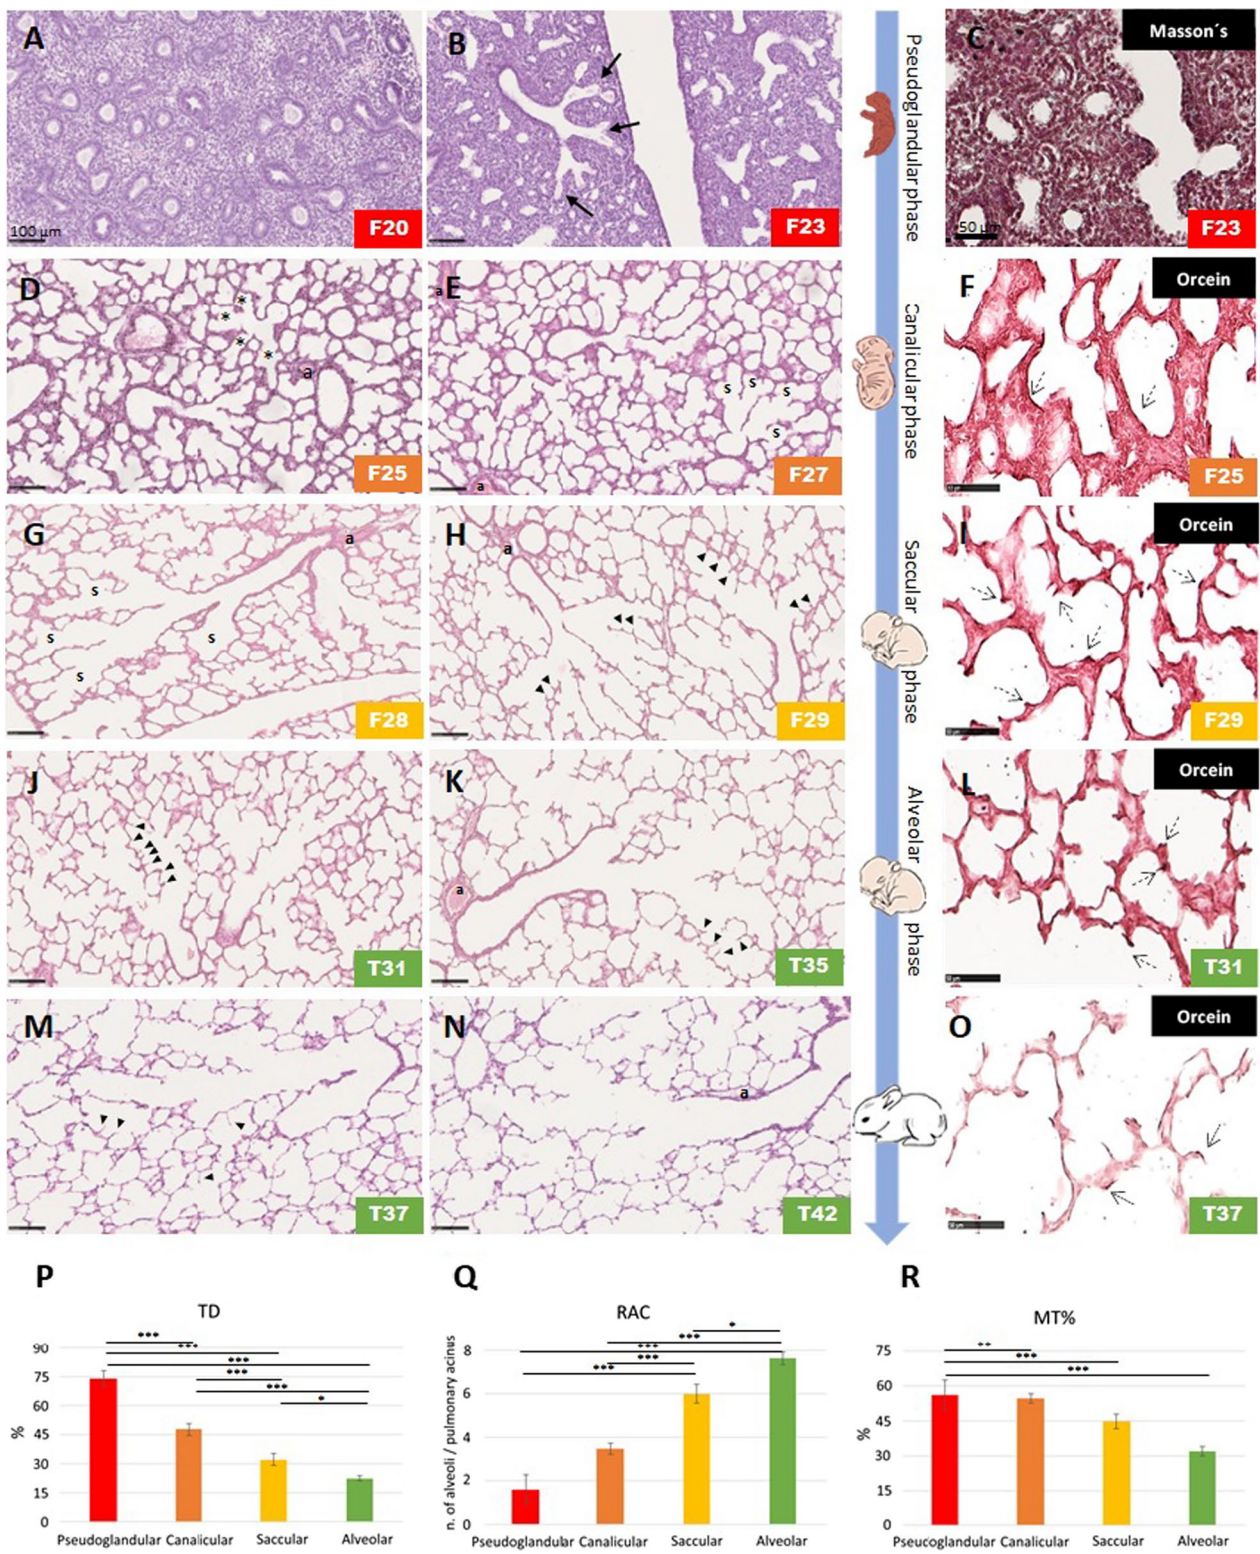 A
100 µm
F20
B
F23
Pseudoglandular phase
C
Masson´s
50 µm
F23
D
*
*
*
*
a
F25
a
E
s
s
s
s
a
F27
Canalicular phase
F
Orcein
F25
G
a
s
s
s
s
F28
H
a
F29
Saccular phase
I
Orcein
F29
J
T31
K
a
T35
Alveolar phase
L
Orcein
T31
M
T37
N
a
T42
O
Orcein
T37
P
TD
***
***
***
***
***
*
90
75
60
45
30
15
0
%
Pseudoglandular Canalicular Saccular Alveolar
Q
RAC
*
***
***
***
***
8
6
4
2
0
n. of alveoli / pulmonary acinus
Pseudoglandular Canalicular Saccular Alveolar
R
MT%
**
***
***
75
60
45
30
15
0
%
Pseudoglandular Canalicular Saccular Alveolar